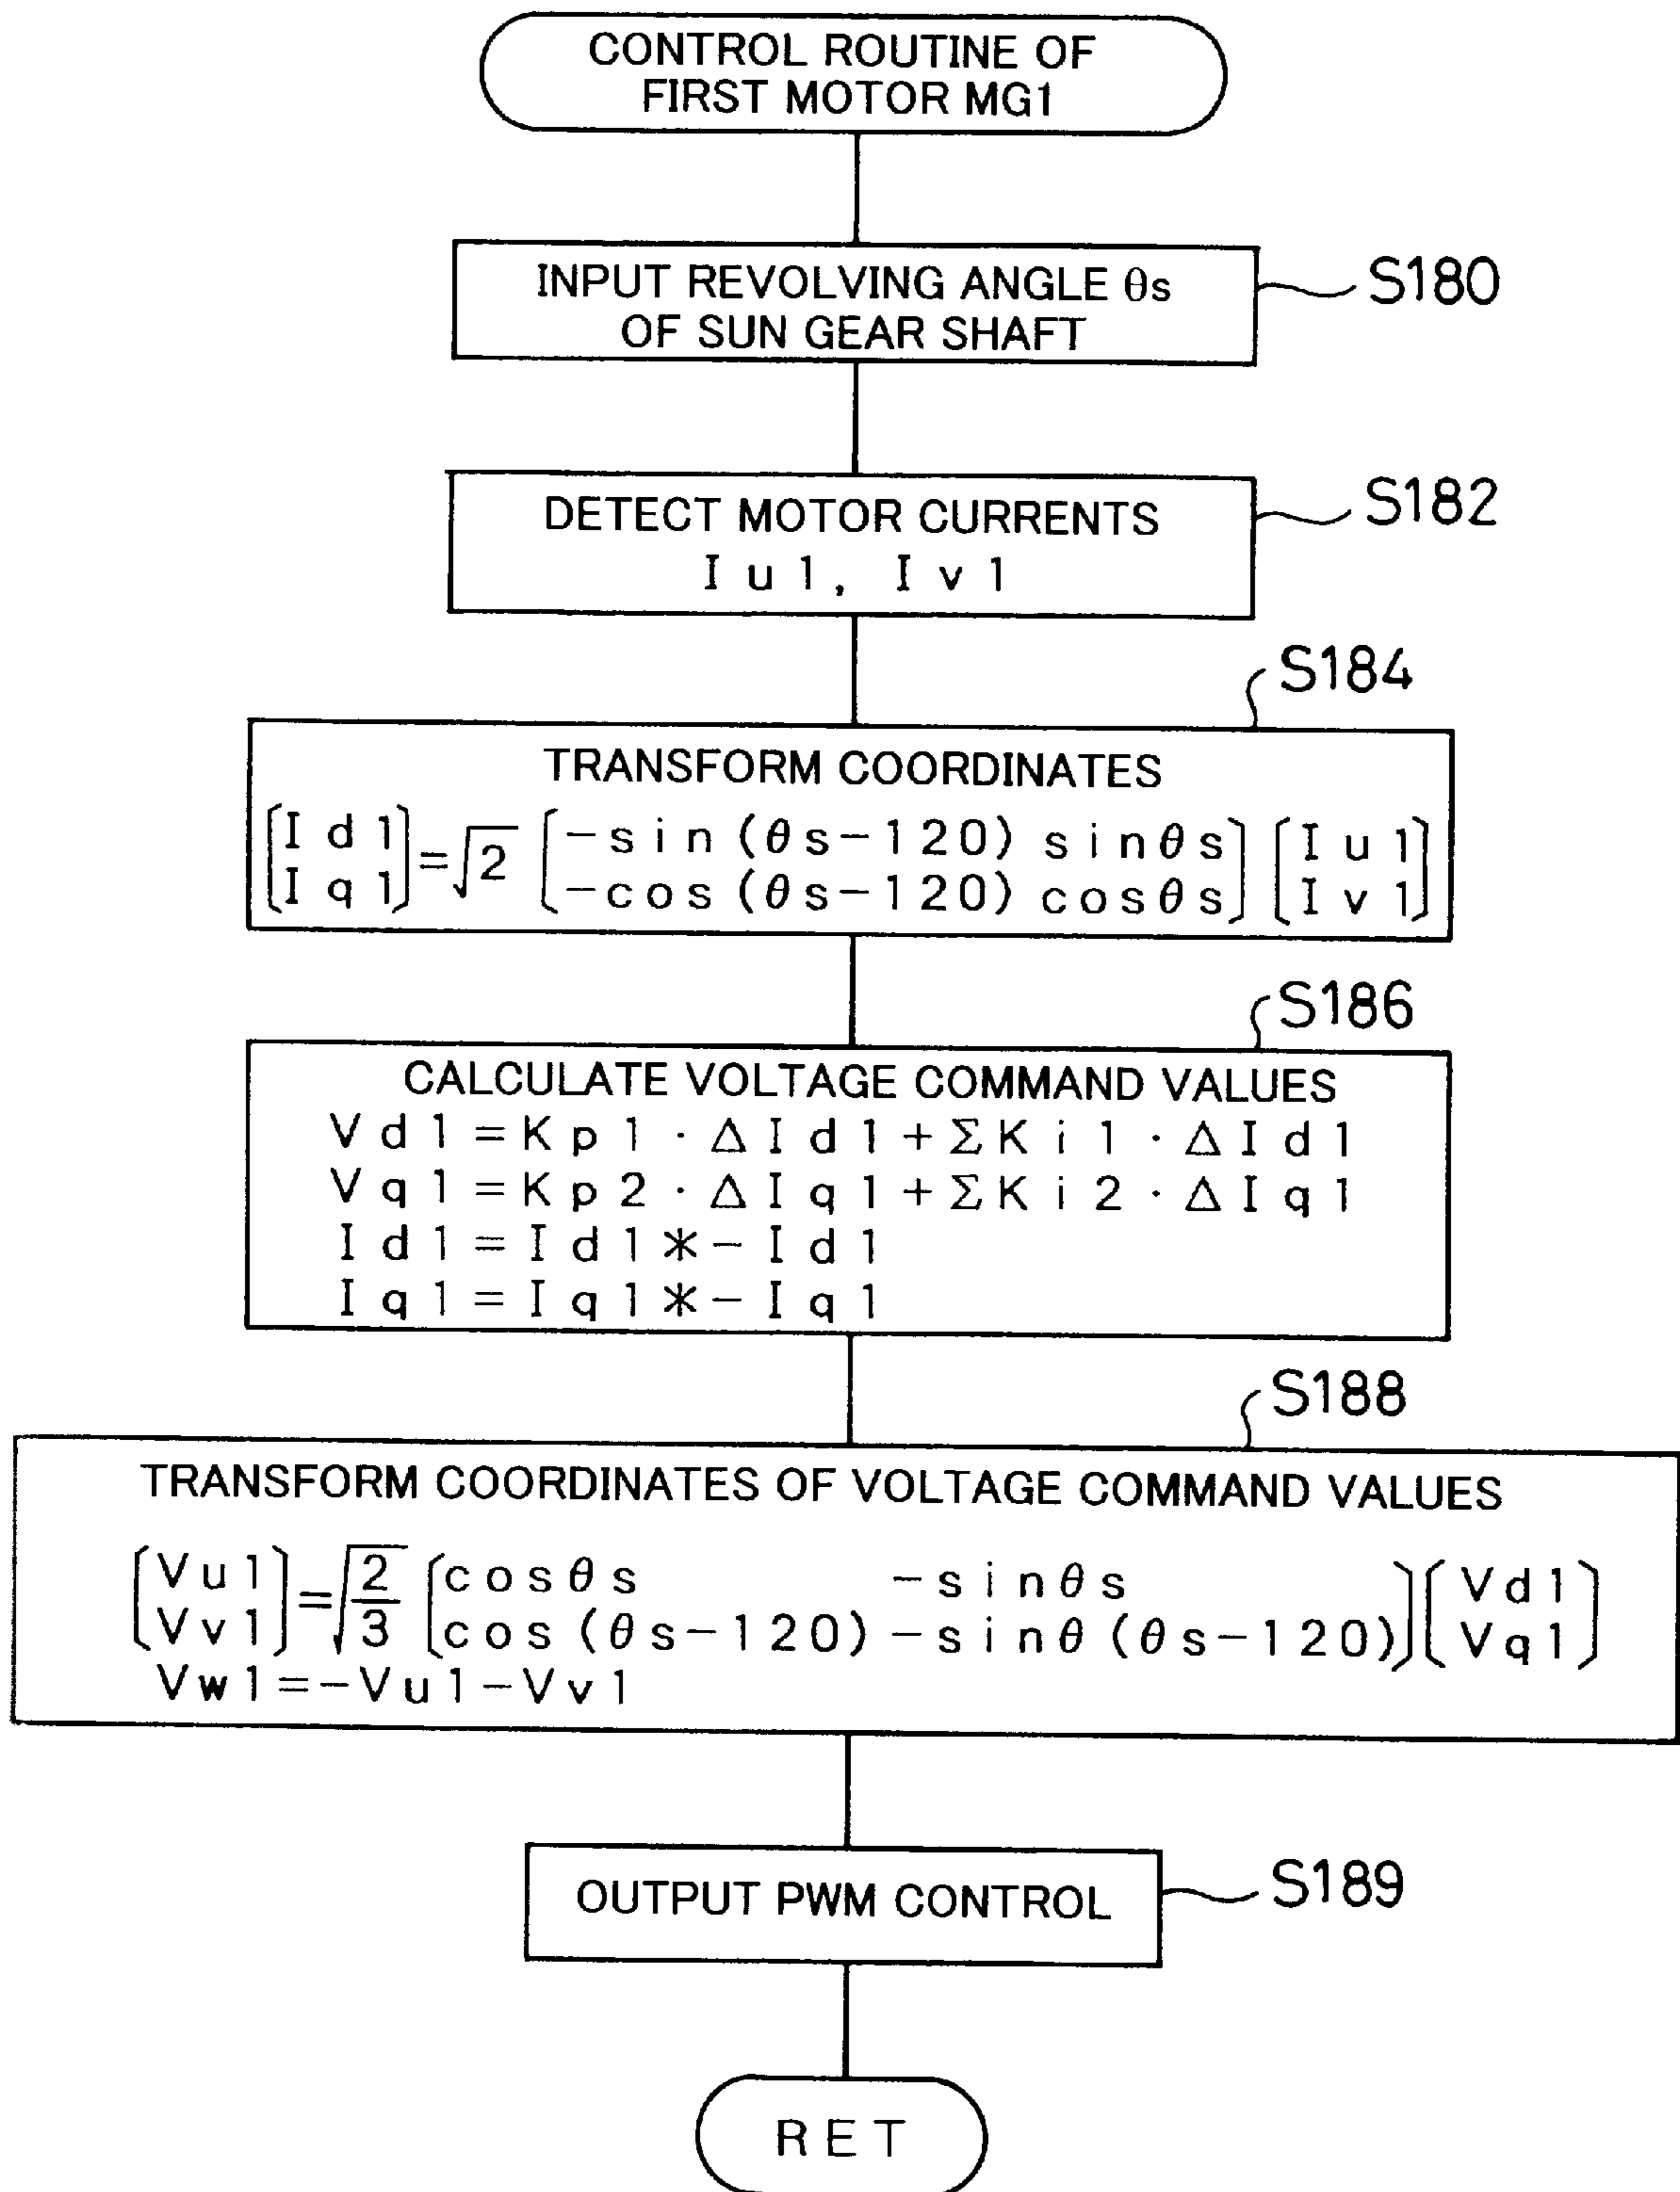 CONTROL ROUTINE OF
FIRST MOTOR MG1
INPUT REVOLVING ANGLE θs
OF SUN GEAR SHAFT
S180
DETECT MOTOR CURRENTS
Iu1, Iv1
S182
S184
TRANSFORM COORDINATES
[Id1] = √2 [-sin(θs-120) sinθs] [Iu1]
[Iq1] [-cos(θs-120) cosθs] [Iv1]
S186
CALCULATE VOLTAGE COMMAND VALUES
Vd1=Kp1·ΔId1+ΣKi1·ΔId1
Vq1=Kp2·ΔIq1+ΣKi2·ΔIq1
Id1=Id1*-Id1
Iq1=Iq1*-Iq1
S188
TRANSFORM COORDINATES OF VOLTAGE COMMAND VALUES
[Vu1] = √2/3 [cosθs -sinθs] [Vd1]
[Vv1] [cos(θs-120) -sinθ(θs-120)] [Vq1]
Vw1=-Vu1-Vv1
OUTPUT PWM CONTROL
S189
RET